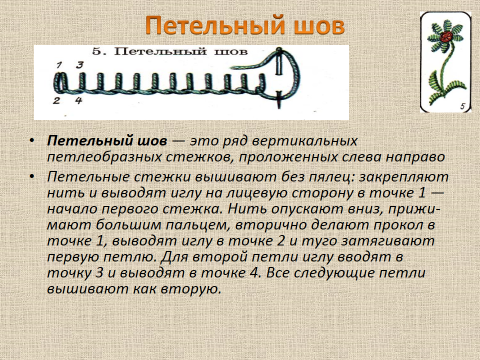 Петельный шов
5. Петельный шов
1 3
2 4
5
• Петельный шов — это ряд вертикальных
петлеобразных стежков, проложенных слева направо
• Петельные стежки вышивают без пялец: закрепляют
нить и выводят иглу на лицевую сторону в точке 1 —
начало первого стежка. Нить опускают вниз, прижи-
мают большим пальцем, вторично делают прокол в
точке 1, выводят иглу в точке 2 и туго затягивают
первую петлю. Для второй петли иглу вводят в
точку 3 и выводят в точке 4. Все следующие петли
вышивают как вторую.